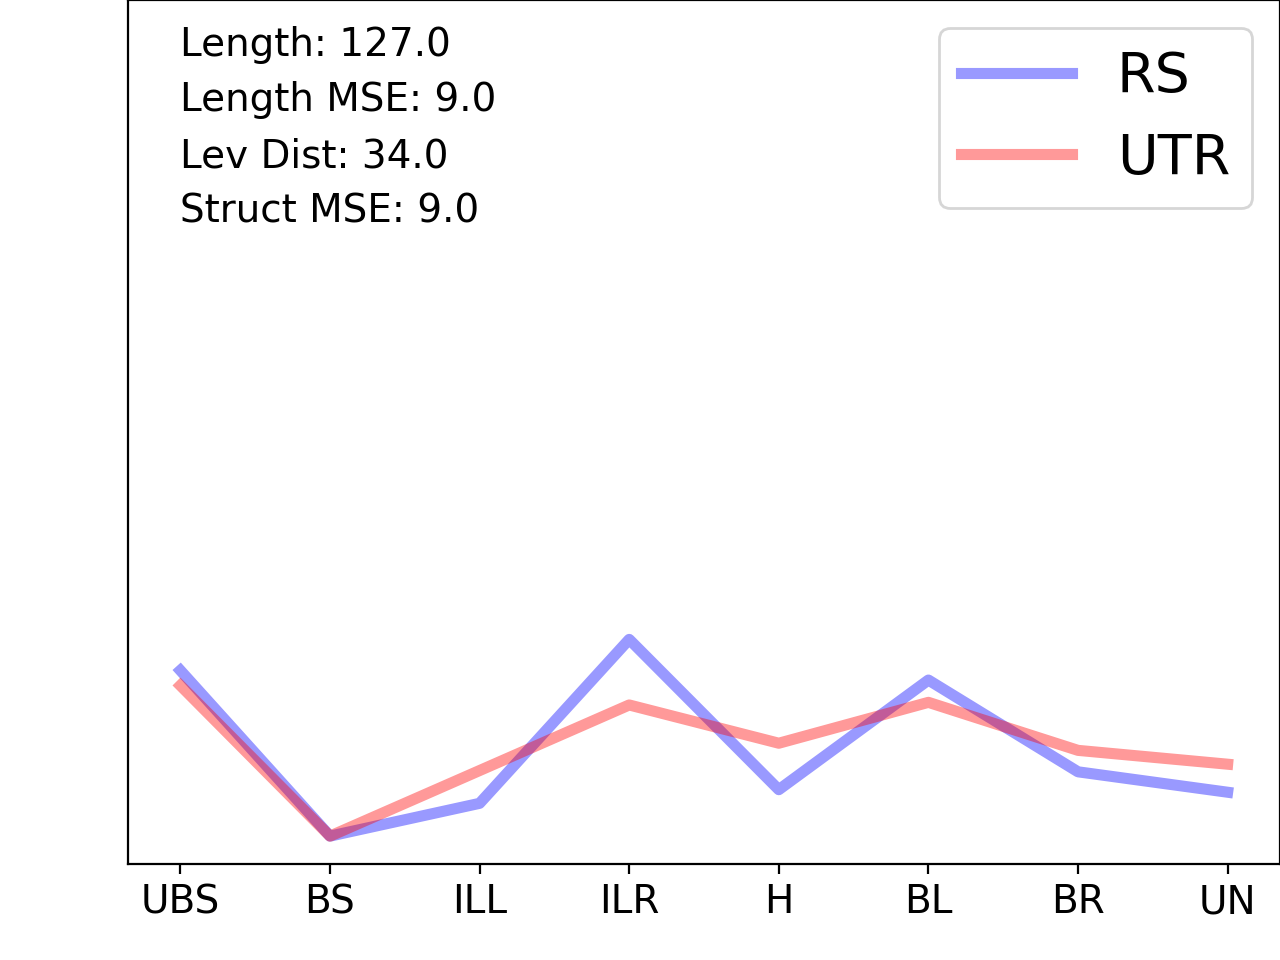 Length: 127.0
Length MSE: 9.0
Lev Dist: 34.0
Struct MSE: 9.0
RS
UTR
UBS BS ILL ILR H BL BR UN